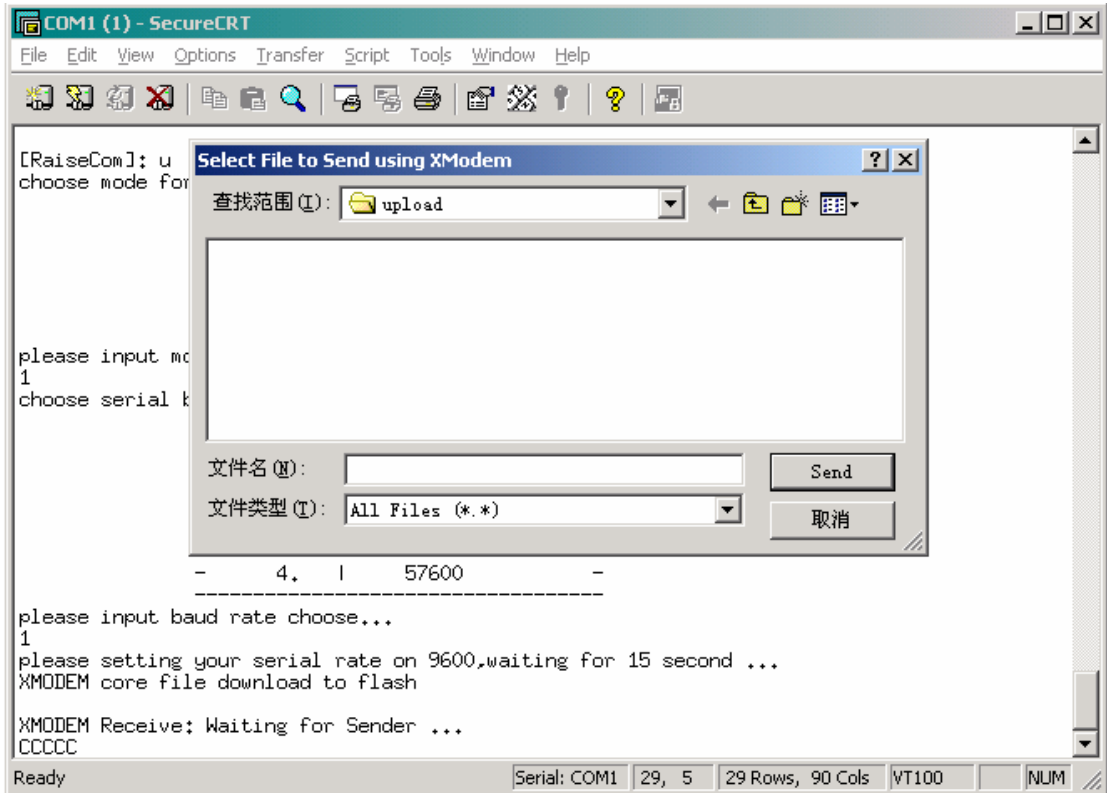 COM1 (1) - SecureCRT
File Edit View Options Transfer Script Tools Window Help
[RaiseCom]: u
choose mode for
Select File to Send using XModem
查找范围(I): upload
please input mo
1
choose serial b
文件名(N): Send
文件类型(T): All Files (*.*) 取消
- 4. | 57600 -
-----------------------------------
please input baud rate choose...
1
please setting your serial rate on 9600,waiting for 15 second ...
XMODEM core file download to flash
XMODEM Receive: Waiting for Sender ...
CCCCC
Ready Serial: COM1 29, 5 29 Rows, 90 Cols VT100 NUM